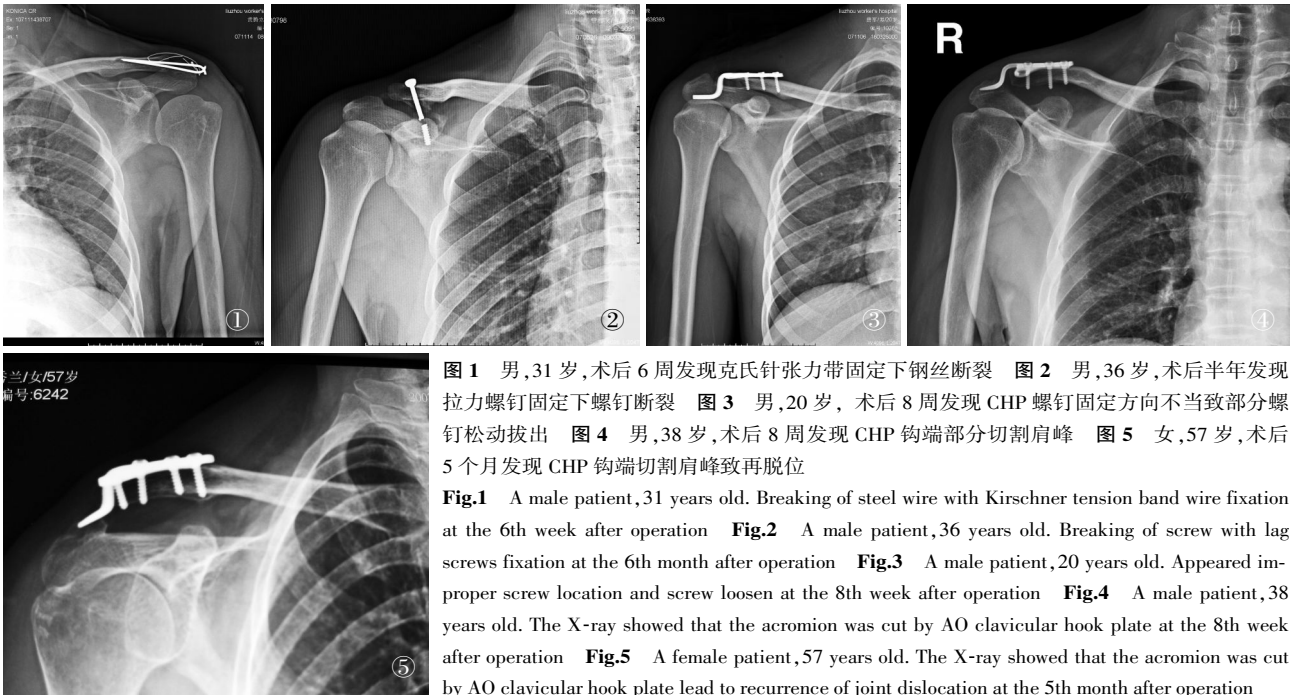 KONICA CR
Ex 107111438707
Se: 1
Im: 1
liuzhou worker's hospital
071114
①
②
③
R
④
秀兰/女/57岁
编号:6242
⑤
图 1 男,31 岁,术后 6 周发现克氏针张力带固定下钢丝断裂 图 2 男,36 岁,术后半年发现
拉力螺钉固定下螺钉断裂 图 3 男,20 岁, 术后 8 周发现 CHP 螺钉固定方向不当致部分螺
钉松动拔出 图 4 男,38 岁,术后 8 周发现 CHP 钩端部分切割肩峰 图 5 女,57 岁,术后
5 个月发现 CHP 钩端切割肩峰致再脱位
Fig.1 A male patient,31 years old. Breaking of steel wire with Kirschner tension band wire fixation
at the 6th week after operation Fig.2 A male patient,36 years old. Breaking of screw with lag
screws fixation at the 6th month after operation Fig.3 A male patient,20 years old. Appeared im-
proper screw location and screw loosen at the 8th week after operation Fig.4 A male patient,38
years old. The X-ray showed that the acromion was cut by AO clavicular hook plate at the 8th week
after operation Fig.5 A female patient,57 years old. The X-ray showed that the acromion was cut
by AO clavicular hook plate lead to recurrence of joint dislocation at the 5th month after operation